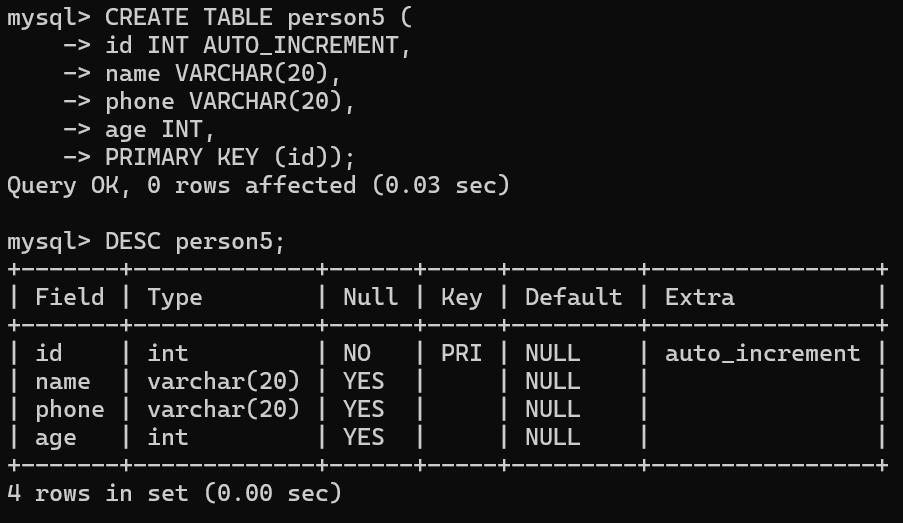 mysql> CREATE TABLE person5 (
    -> id INT AUTO_INCREMENT,
    -> name VARCHAR(20),
    -> phone VARCHAR(20),
    -> age INT,
    -> PRIMARY KEY (id));
Query OK, 0 rows affected (0.03 sec)

mysql> DESC person5;
+-------+-------------+------+-----+---------+----------------+
| Field | Type        | Null | Key | Default | Extra          |
+-------+-------------+------+-----+---------+----------------+
| id    | int         | NO   | PRI | NULL    | auto_increment |
| name  | varchar(20) | YES  |     | NULL    |                |
| phone | varchar(20) | YES  |     | NULL    |                |
| age   | int         | YES  |     | NULL    |                |
+-------+-------------+------+-----+---------+----------------+
4 rows in set (0.00 sec)